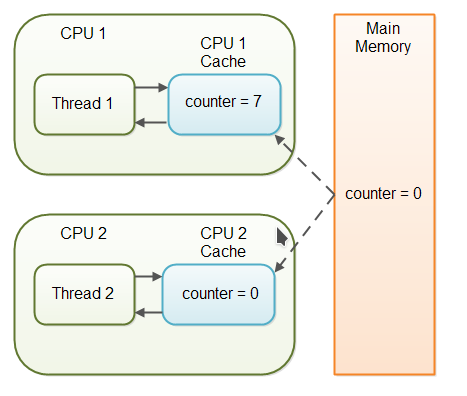 CPU 1
CPU 1
Cache
Thread 1
counter = 7
Main
Memory
counter = 0
CPU 2
CPU 2
Cache
Thread 2
counter = 0